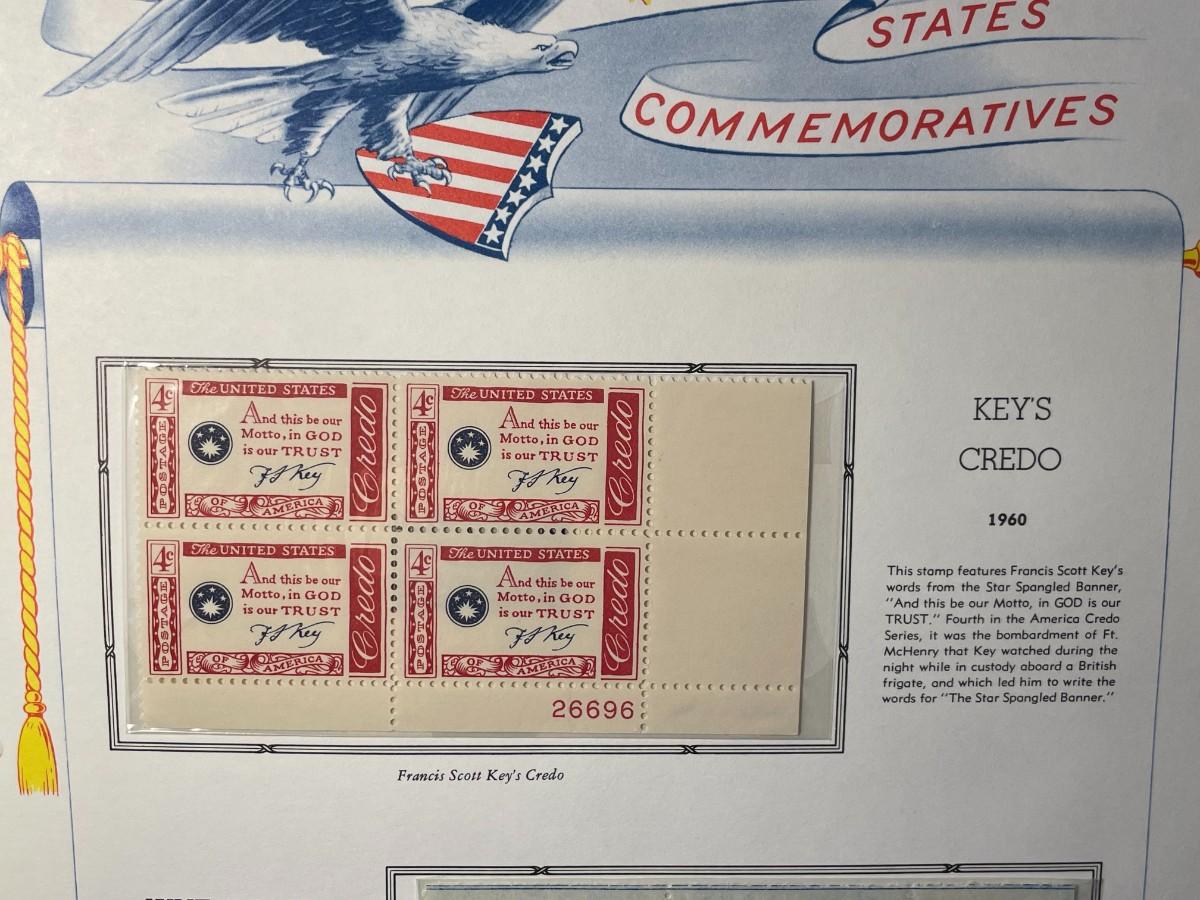 STATES
COMMEMORATIVES
4c The UNITED STATES
POSTAGE
And this be our
Motto, in GOD
is our TRUST
F S Key
Credo
OF AMERICA
4c The UNITED STATES
POSTAGE
And this be our
Motto, in GOD
is our TRUST
F S Key
Credo
OF AMERICA
4c The UNITED STATES
POSTAGE
And this be our
Motto, in GOD
is our TRUST
F S Key
Credo
OF AMERICA
4c The UNITED STATES
POSTAGE
And this be our
Motto, in GOD
is our TRUST
F S Key
Credo
OF AMERICA
26696
Francis Scott Key's Credo
KEY'S
CREDO
1960
This stamp features Francis Scott Key's
words from the Star Spangled Banner,
"And this be our Motto, in GOD is our
TRUST." Fourth in the America Credo
Series, it was the bombardment of Ft.
McHenry that Key watched during the
night while in custody aboard a British
frigate, and which led him to write the
words for "The Star Spangled Banner."